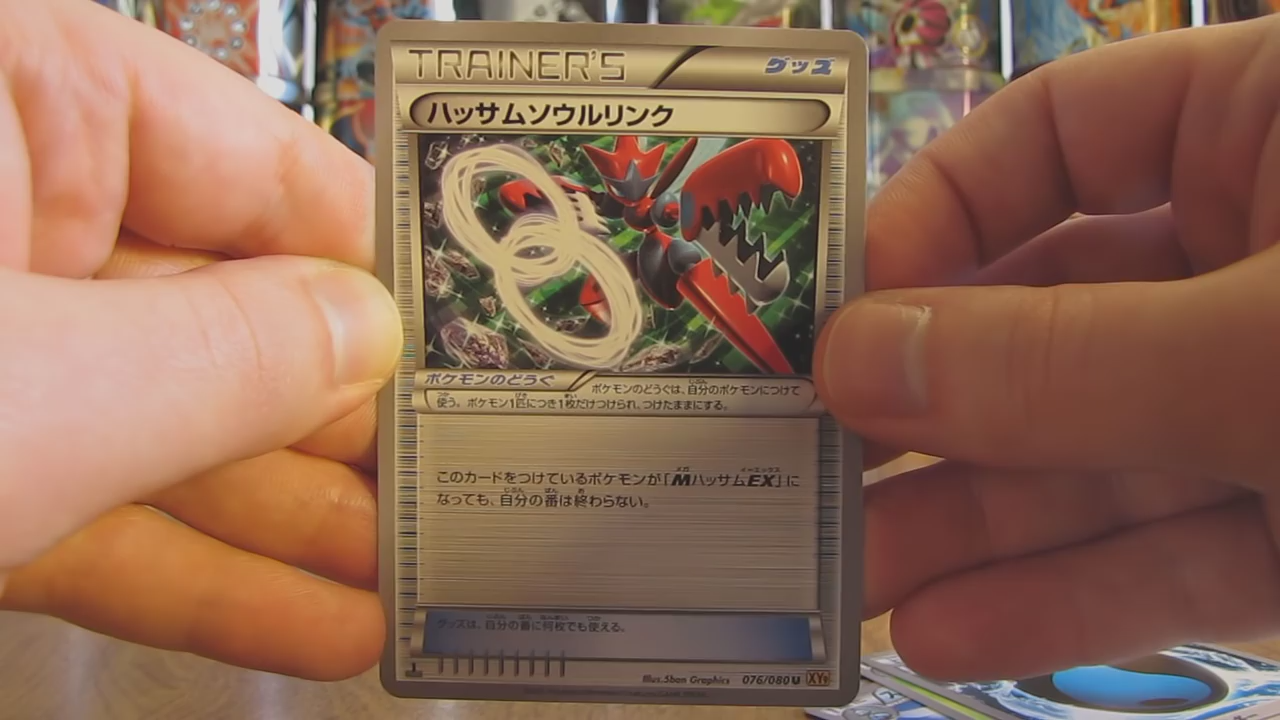 TRAINER'S
グッズ
ハッサムソウルリンク
ポケモンのどうぐ
ポケモンのどうぐは、自分のポケモンにつけて
使う。ポケモン1匹につき1枚だけつけられ、つけたままにする。
このカードをつけているポケモンが「MハッサムEX」に
なっても、自分の番は終わらない。
グッズは、自分の番に何枚でも使える。
Illus.5ban Graphics
076/080 U XY9